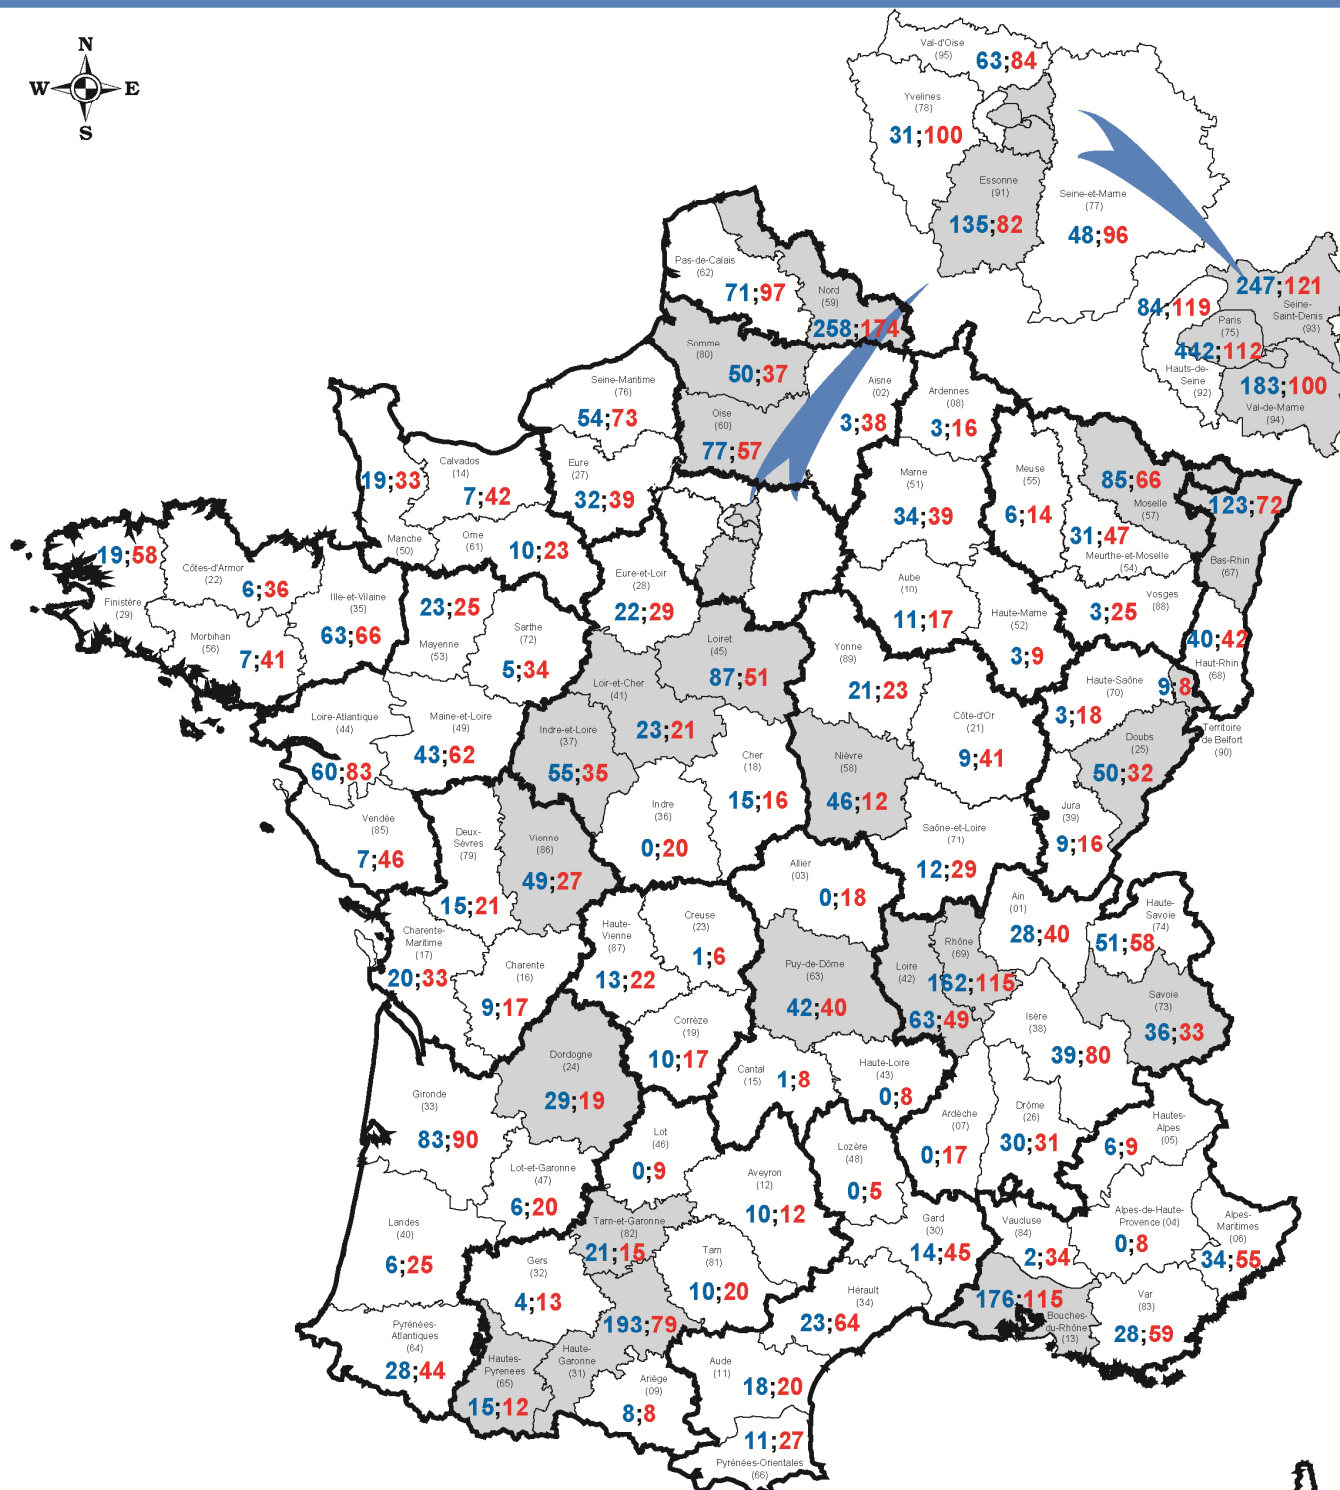 N
W
E
S
Val-d'Oise
(95)
63;84
Yvelines
(78)
31;100
Essonne
(91)
135;82
Seine-et-Marne
(77)
48;96
247;121
Seine-
Saint-Denis
(93)
84;119
Paris
(75)
442;112
Hauts-de-
Seine
(92)
183;100
Val-de-Marne
(94)
Pas-de-Calais
(62)
71;97
Nord
(59)
258;174
Somme
(80)
50;37
Seine-Maritime
(76)
54;73
Oise
(60)
77;57
Aisne
(02)
3;38
Ardennes
(08)
3;16
19;33
Manche
(50)
Calvados
(14)
7;42
Eure
(27)
32;39
Marne
(51)
34;39
Meuse
(55)
6;14
85;66
Moselle
(57)
31;47
Meurthe-et-Moselle
(54)
123;72
Bas-Rhin
(67)
Orne
(61)
10;23
19;58
Finistère
(29)
Côtes-d'Armor
(22)
6;36
Morbihan
(56)
7;41
Ille-et-Vilaine
(35)
63;66
23;25
Mayenne
(53)
Sarthe
(72)
5;34
Eure-et-Loir
(28)
22;29
Aube
(10)
11;17
Haute-Marne
(52)
3;9
Vosges
(88)
3;25
40;42
Haut-Rhin
(68)
Loiret
(45)
87;51
Yonne
(89)
21;23
Loir-et-Cher
(41)
23;21
Haute-Saône
(70)
3;18
9;8
Territoire
de Belfort
(90)
Loire-Atlantique
(44)
60;83
Maine-et-Loire
(49)
43;62
Indre-et-Loire
(37)
55;35
Cher
(18)
15;16
Nièvre
(58)
46;12
Côte-d'Or
(21)
9;41
Doubs
(25)
50;32
Vendée
(85)
7;46
Deux-
Sèvres
(79)
15;21
Vienne
(86)
49;27
Indre
(36)
0;20
Saône-et-Loire
(71)
12;29
Jura
(39)
9;16
Allier
(03)
0;18
Charente-
Maritime
(17)
20;33
Charente
(16)
9;17
Haute-
Vienne
(87)
13;22
Creuse
(23)
1;6
Puy-de-Dôme
(63)
42;40
Loire
(42)
63;49
Rhône
(69)
162;115
Ain
(01)
28;40
Haute-
Savoie
(74)
51;58
Savoie
(73)
36;33
Isère
(38)
39;80
Corrèze
(19)
10;17
Dordogne
(24)
29;19
Cantal
(15)
1;8
Haute-Loire
(43)
0;8
Gironde
(33)
83;90
Ardèche
(07)
0;17
Drôme
(26)
30;31
Hautes-
Alpes
(05)
6;9
Lot
(46)
0;9
Lot-et-Garonne
(47)
6;20
Aveyron
(12)
10;12
Lozère
(48)
0;5
Landes
(40)
6;25
Tarn-et-Garonne
(82)
21;15
Gard
(30)
14;45
Vaucluse
(84)
2;34
Alpes-de-Haute-
Provence (04)
0;8
Alpes-
Maritimes
(06)
34;55
Gers
(32)
4;13
Tarn
(81)
10;20
Hérault
(34)
23;64
176;115
Bouches-
du-Rhône
(13)
Var
(83)
28;59
Pyrénées-
Atlantiques
(64)
28;44
Hautes-
Pyrenees
(65)
15;12
193;79
Haute-
Garonne
(31)
Ariège
(09)
8;8
Aude
(11)
18;20
11;27
Pyrénées-Orientales
(66)